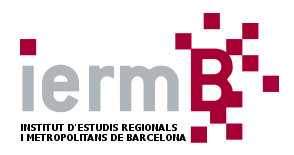 iermB
INSTITUT D'ESTUDIS REGIONALS
I METROPOLITANS DE BARCELONA